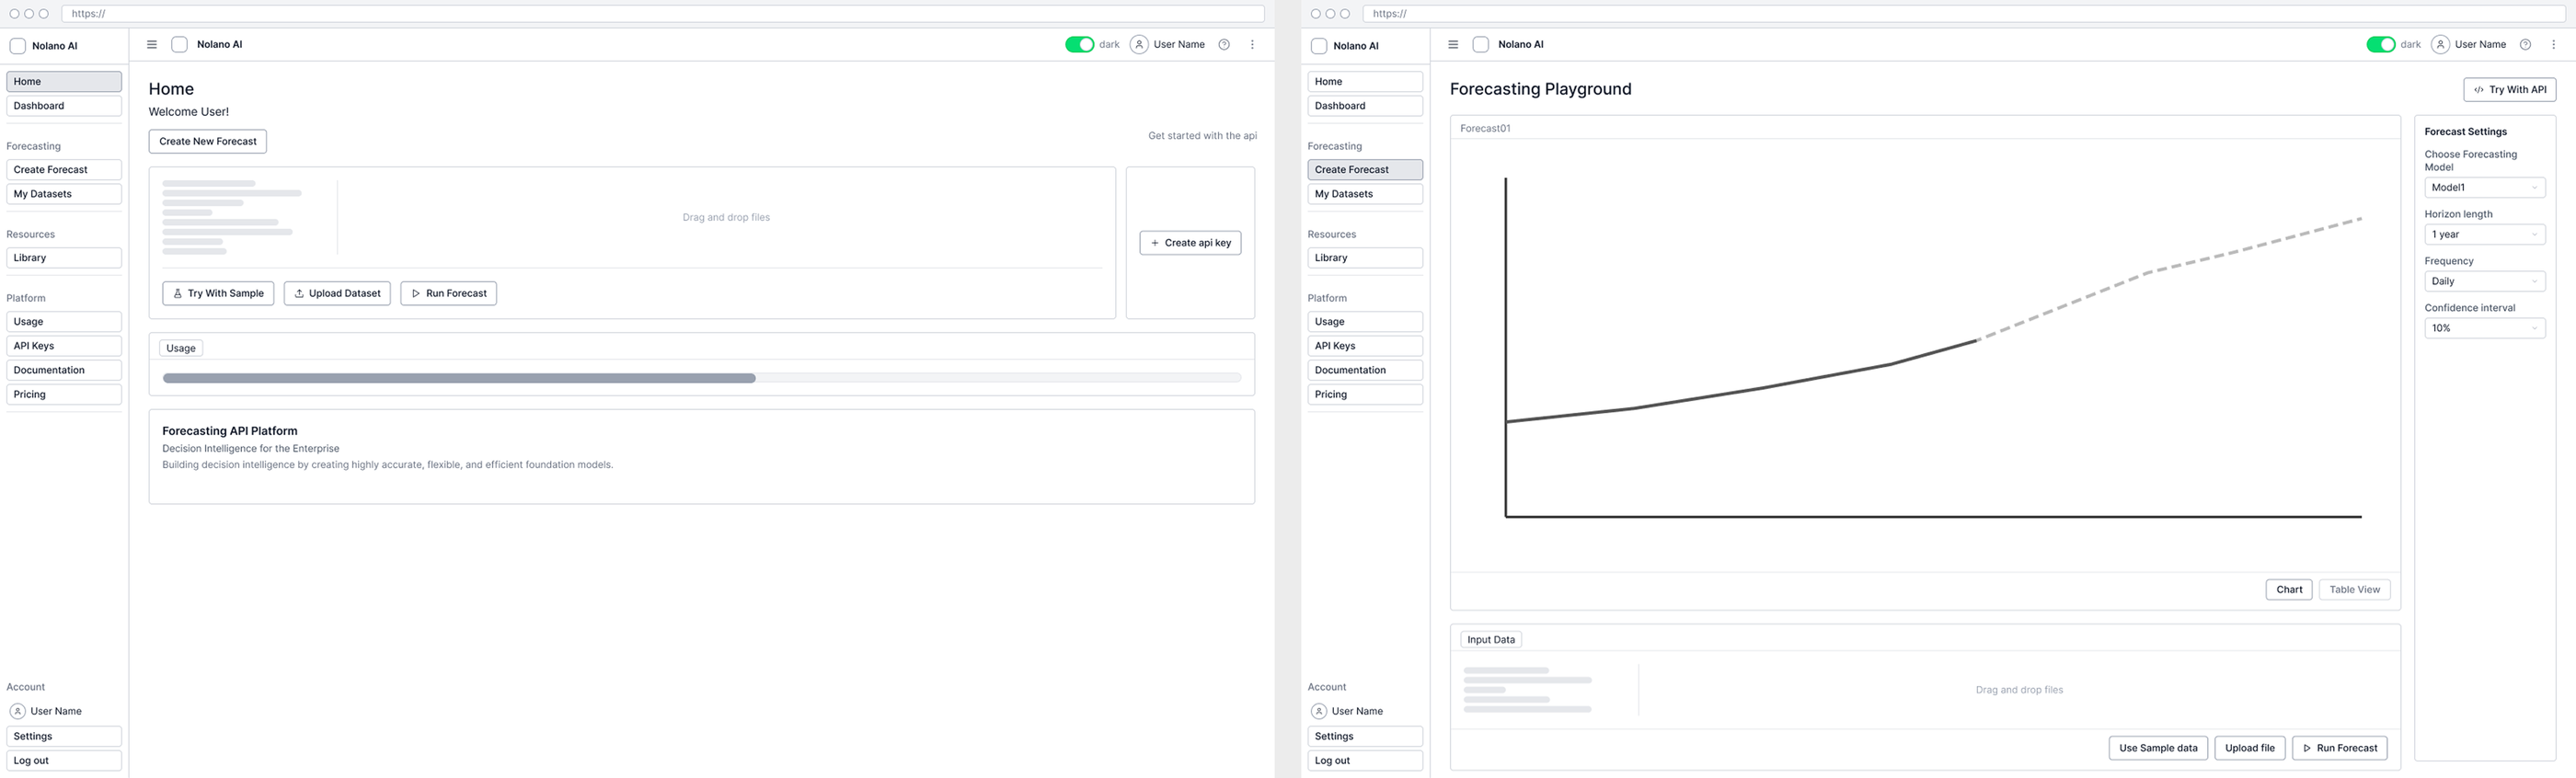 https://
Nolano AI
Home
Dashboard
Forecasting
Create Forecast
My Datasets
Resources
Library
Platform
Usage
API Keys
Documentation
Pricing
Account
User Name
Settings
Log out
Nolano AI
dark
User Name
Home
Welcome User!
Create New Forecast
Get started with the api
Drag and drop files
Try With Sample
Upload Dataset
Run Forecast
+ Create api key
Usage
Forecasting API Platform
Decision Intelligence for the Enterprise
Building decision intelligence by creating highly accurate, flexible, and efficient foundation models.
https://
Nolano AI
Home
Dashboard
Forecasting
Create Forecast
My Datasets
Resources
Library
Platform
Usage
API Keys
Documentation
Pricing
Account
User Name
Settings
Log out
Nolano AI
dark
User Name
Forecasting Playground
Try With API
Forecast01
Chart
Table View
Input Data
Drag and drop files
Use Sample data
Upload file
Run Forecast
Forecast Settings
Choose Forecasting
Model
Model1
Horizon length
1 year
Frequency
Daily
Confidence interval
10%